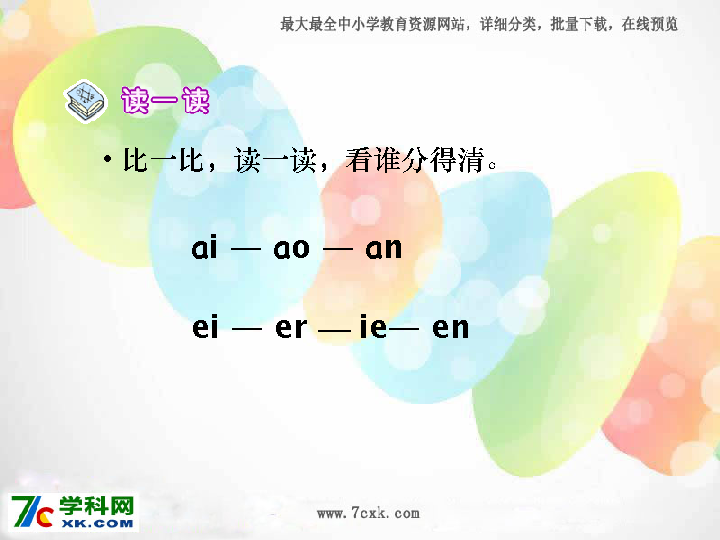 最大最全中小学教育资源网站，详细分类，批量下载，在线预览
读一读
•比一比，读一读，看谁分得清。
ai — ao — an
ei — er — ie— en
7c 学科网
XK.COM
www.7cxk.com